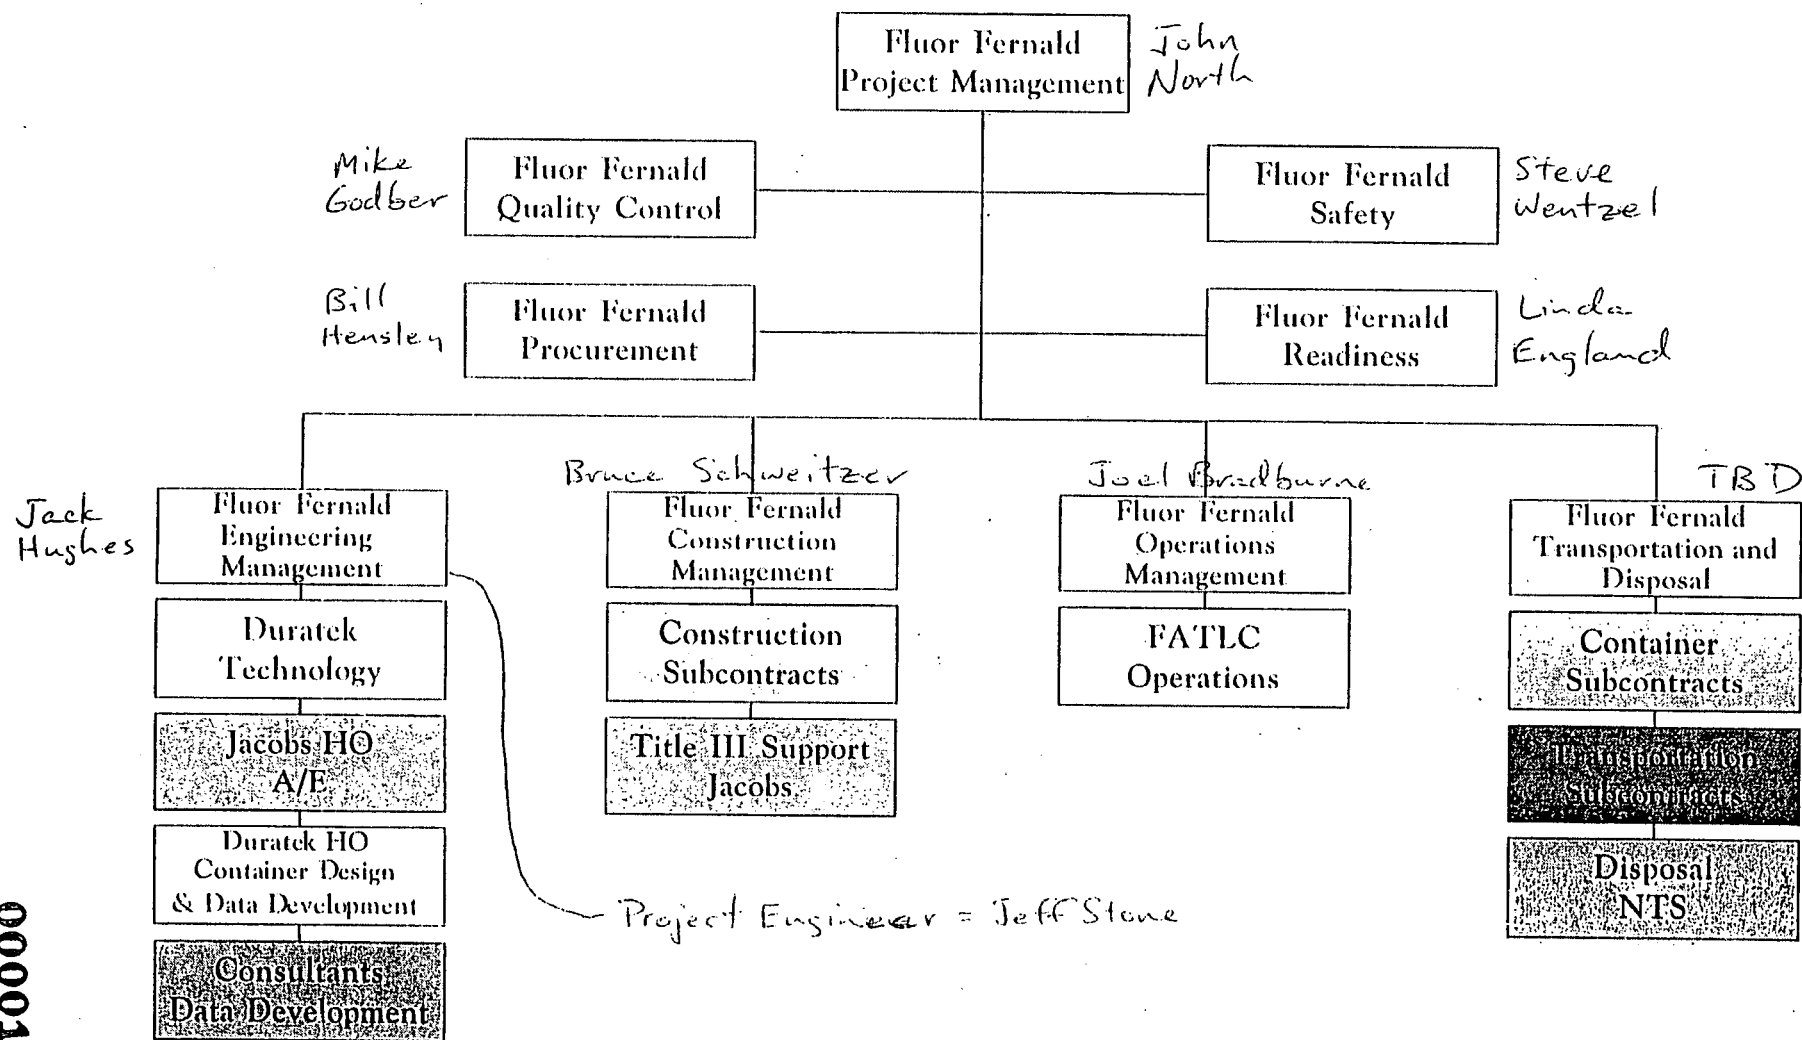 Fluor Fernald
Project Management
John
North
Mike
Godber
Fluor Fernald
Quality Control
Fluor Fernald
Safety
Steve
Wentzel
Bill
Hensley
Fluor Fernald
Procurement
Fluor Fernald
Readiness
Linda
England
Jack
Hughes
Fluor Fernald
Engineering
Management
Duratek
Technology
Jacobs HO
A/E
Duratek HO
Container Design
& Data Development
Consultants
Data Development
Project Engineer = Jeff Stone
Bruce Schweitzer
Fluor Fernald
Construction
Management
Construction
Subcontracts
Title III Support
Jacobs
Joel Bradburne
Fluor Fernald
Operations
Management
FATLC
Operations
TBD
Fluor Fernald
Transportation and
Disposal
Container
Subcontracts
Transportation
Subcontracts
Disposal
NTS
00001